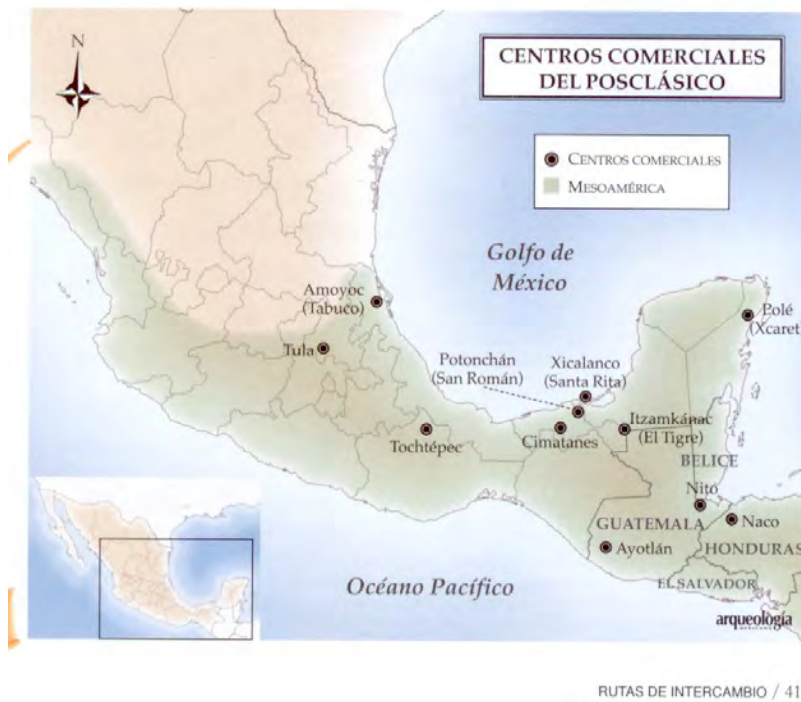 N
CENTROS COMERCIALES
DEL POSCLÁSICO
CENTROS COMERCIALES
MESOAMÉRICA
Golfo de
México
Amoyoc
(Tabuco)
Polé
(Xcaret)
Tula
Potonchán
(San Román)
Xicalanco
(Santa Rita)
Itzamkánac
(El Tigre)
Tochtépec
Cimatanes
BELICE
Nito
GUATEMALA
Naco
Ayotlán
HONDURAS
EL SALVADOR
Océano Pacífico
arqueología
RUTAS DE INTERCAMBIO / 41